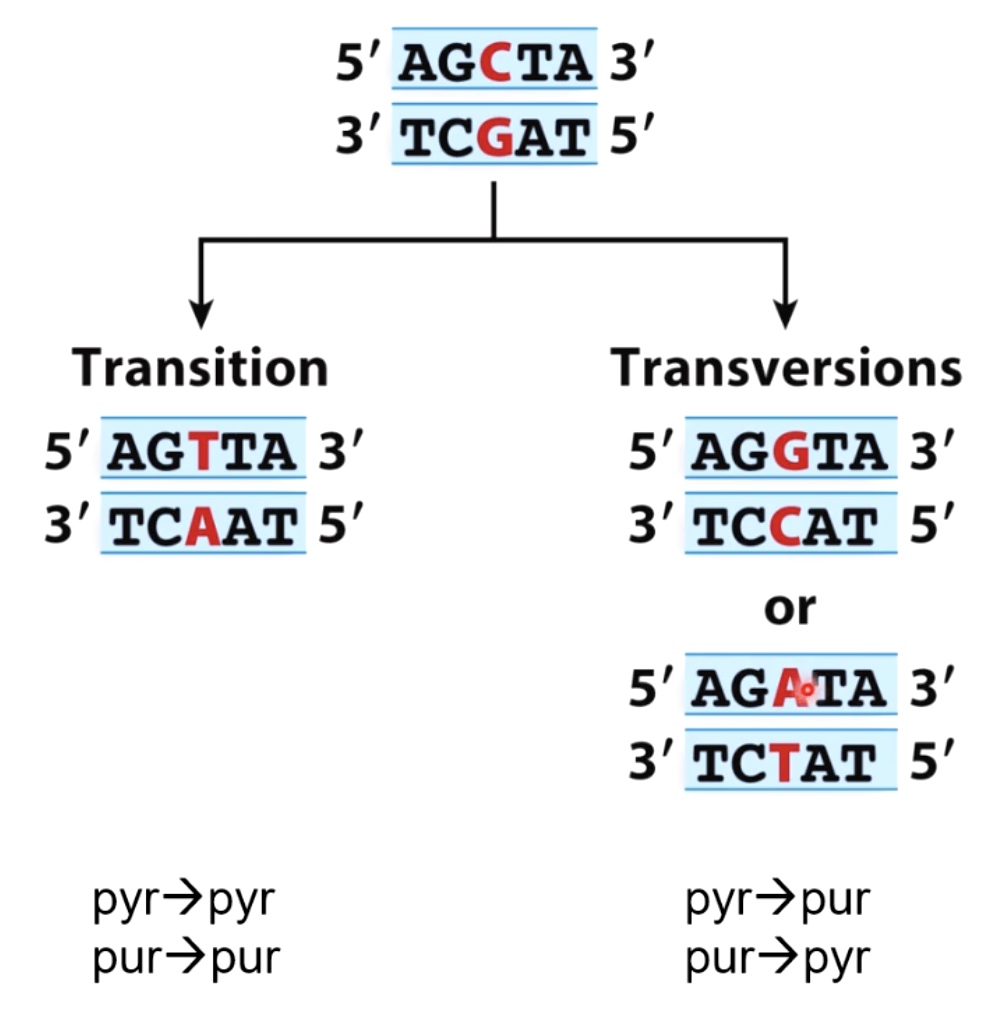 5′ AGCTA 3′
3′ TCGAT 5′
Transition
5′ AGTTA 3′
3′ TCAAT 5′
Transversions
5′ AGGTA 3′
3′ TCCAT 5′
or
5′ AGATA 3′
3′ TCTAT 5′
pyr→pyr
pur→pur
pyr→pur
pur→pyr